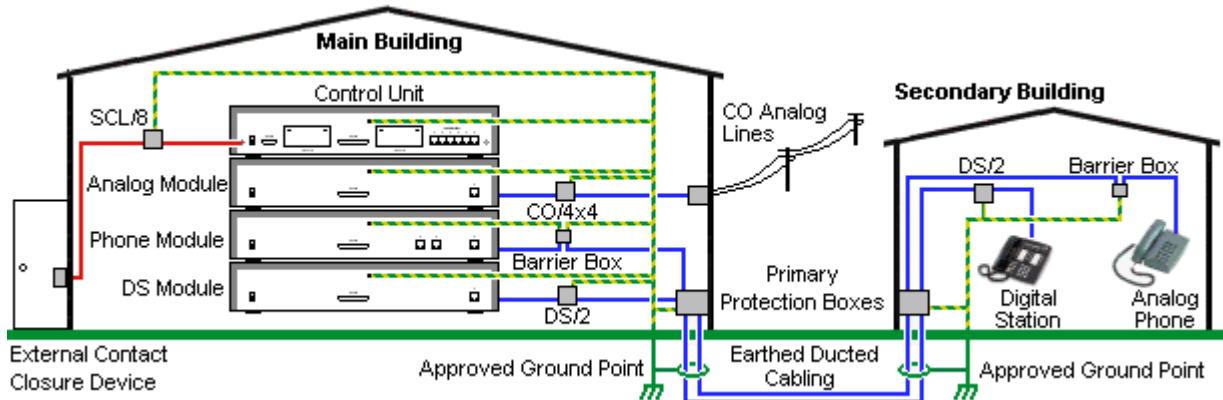 Main Building
Control Unit
SCL/8
Analog Module
CO/4x4
Phone Module
Barrier Box
DS Module
DS/2
CO Analog
Lines
Secondary Building
DS/2
Barrier Box
Primary
Protection Boxes
Digital
Station
Analog
Phone
External Contact
Closure Device
Approved Ground Point
Earthed Ducted
Cabling
Approved Ground Point